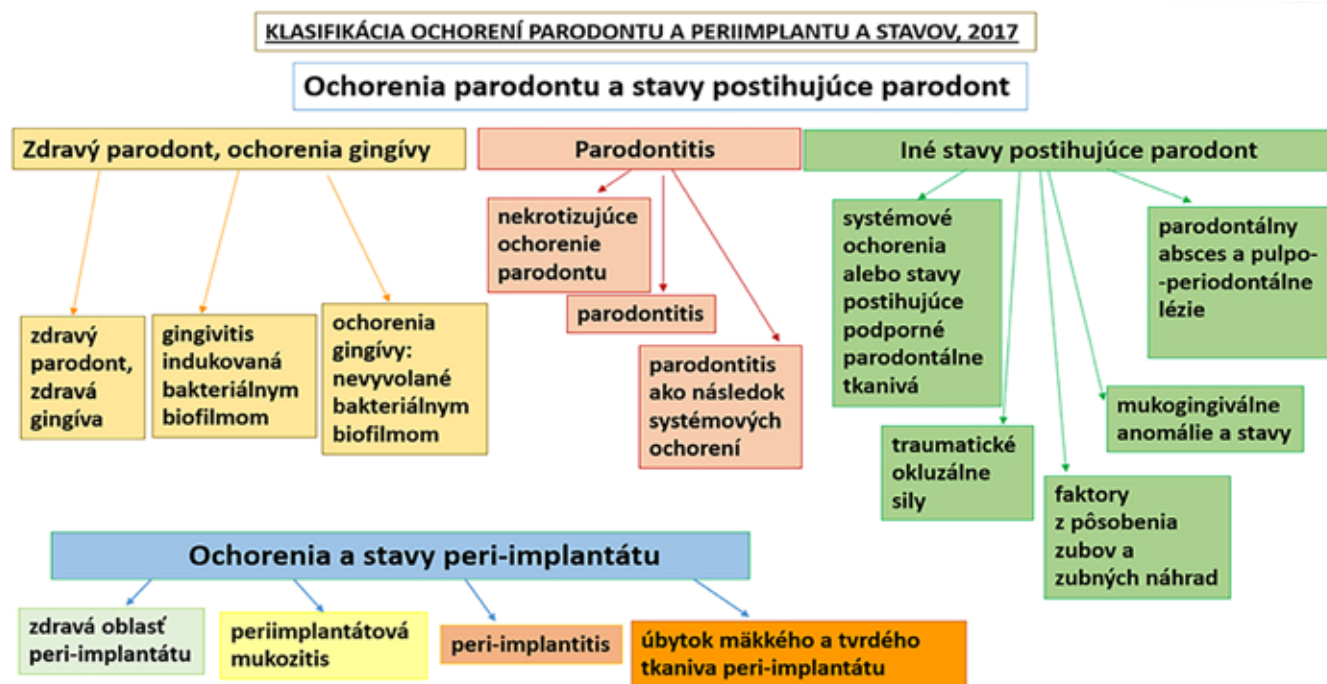 KLASIFIKÁCIA OCHORENÍ PARODONTU A PERIIMPLANTU A STAVOV, 2017
Ochorenia parodontu a stavy postihujúce parodont
Zdravý parodont, ochorenia gingívy
zdravý
parodont,
zdravá
gingíva
gingivitis
indukovaná
bakteriálnym
biofilmom
ochorenia
gingívy:
nevyvolané
bakteriálnym
biofilmom
Parodontitis
nekrotizujúce
ochorenie
parodontu
parodontitis
parodontitis
ako následok
systémových
ochorení
Iné stavy postihujúce parodont
systémové
ochorenia
alebo stavy
postihujúce
podporné
parodontálne
tkanivá
traumatické
okluzálne
sily
faktory
z pôsobenia
zubov a
zubných náhrad
mukogingiválne
anomálie a stavy
parodontálny
absces a pulpo-
-periodontálne
lézie
Ochorenia a stavy peri-implantátu
zdravá oblasť
peri-implantátu
periimplantátová
mukozitis
peri-implantitis
úbytok mäkkého a tvrdého
tkaniva peri-implantátu